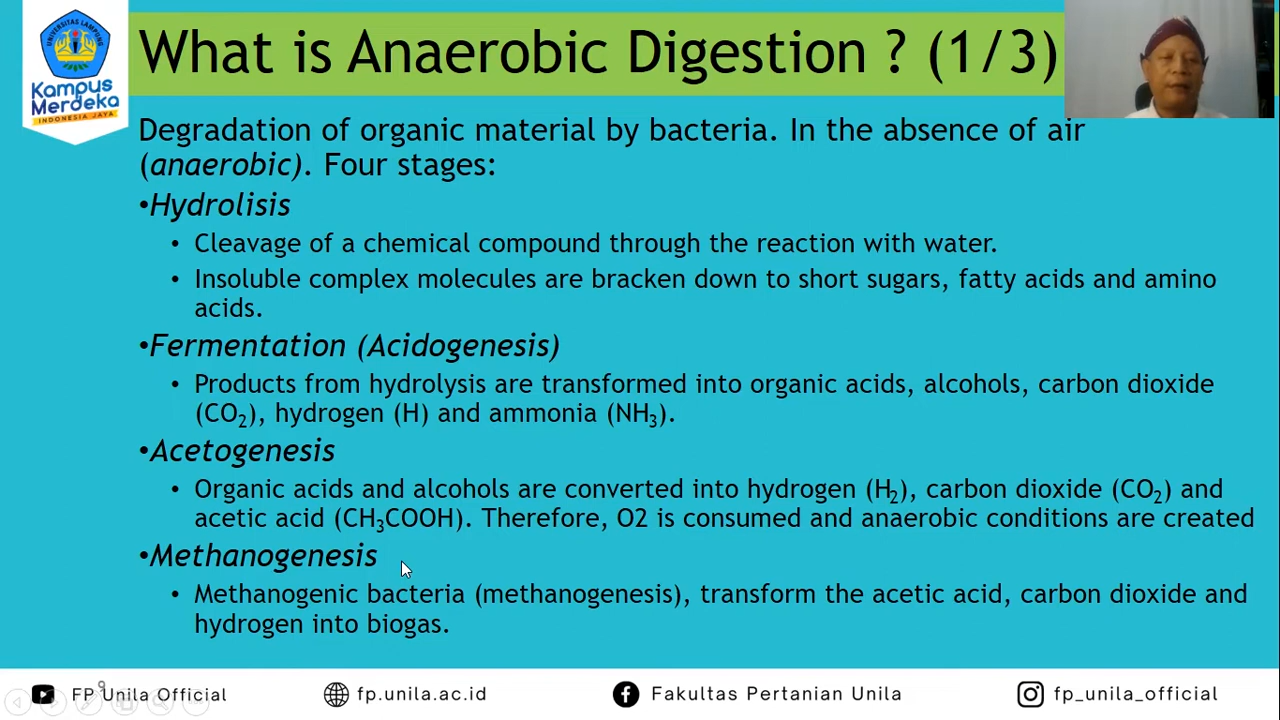 UNIVERSITAS LAMPUNG
Kampus
Merdeka
INDONESIA JAYA
What is Anaerobic Digestion ? (1/3)
Degradation of organic material by bacteria. In the absence of air
(anaerobic). Four stages:
•Hydrolisis
• Cleavage of a chemical compound through the reaction with water.
• Insoluble complex molecules are bracken down to short sugars, fatty acids and amino
acids.
•Fermentation (Acidogenesis)
• Products from hydrolysis are transformed into organic acids, alcohols, carbon dioxide
(CO₂), hydrogen (H) and ammonia (NH₃).
•Acetogenesis
• Organic acids and alcohols are converted into hydrogen (H₂), carbon dioxide (CO₂) and
acetic acid (CH₃COOH). Therefore, O2 is consumed and anaerobic conditions are created
•Methanogenesis
• Methanogenic bacteria (methanogenesis), transform the acetic acid, carbon dioxide and
hydrogen into biogas.
9
FP Unila Official
fp.unila.ac.id
Fakultas Pertanian Unila
fp_unila_official